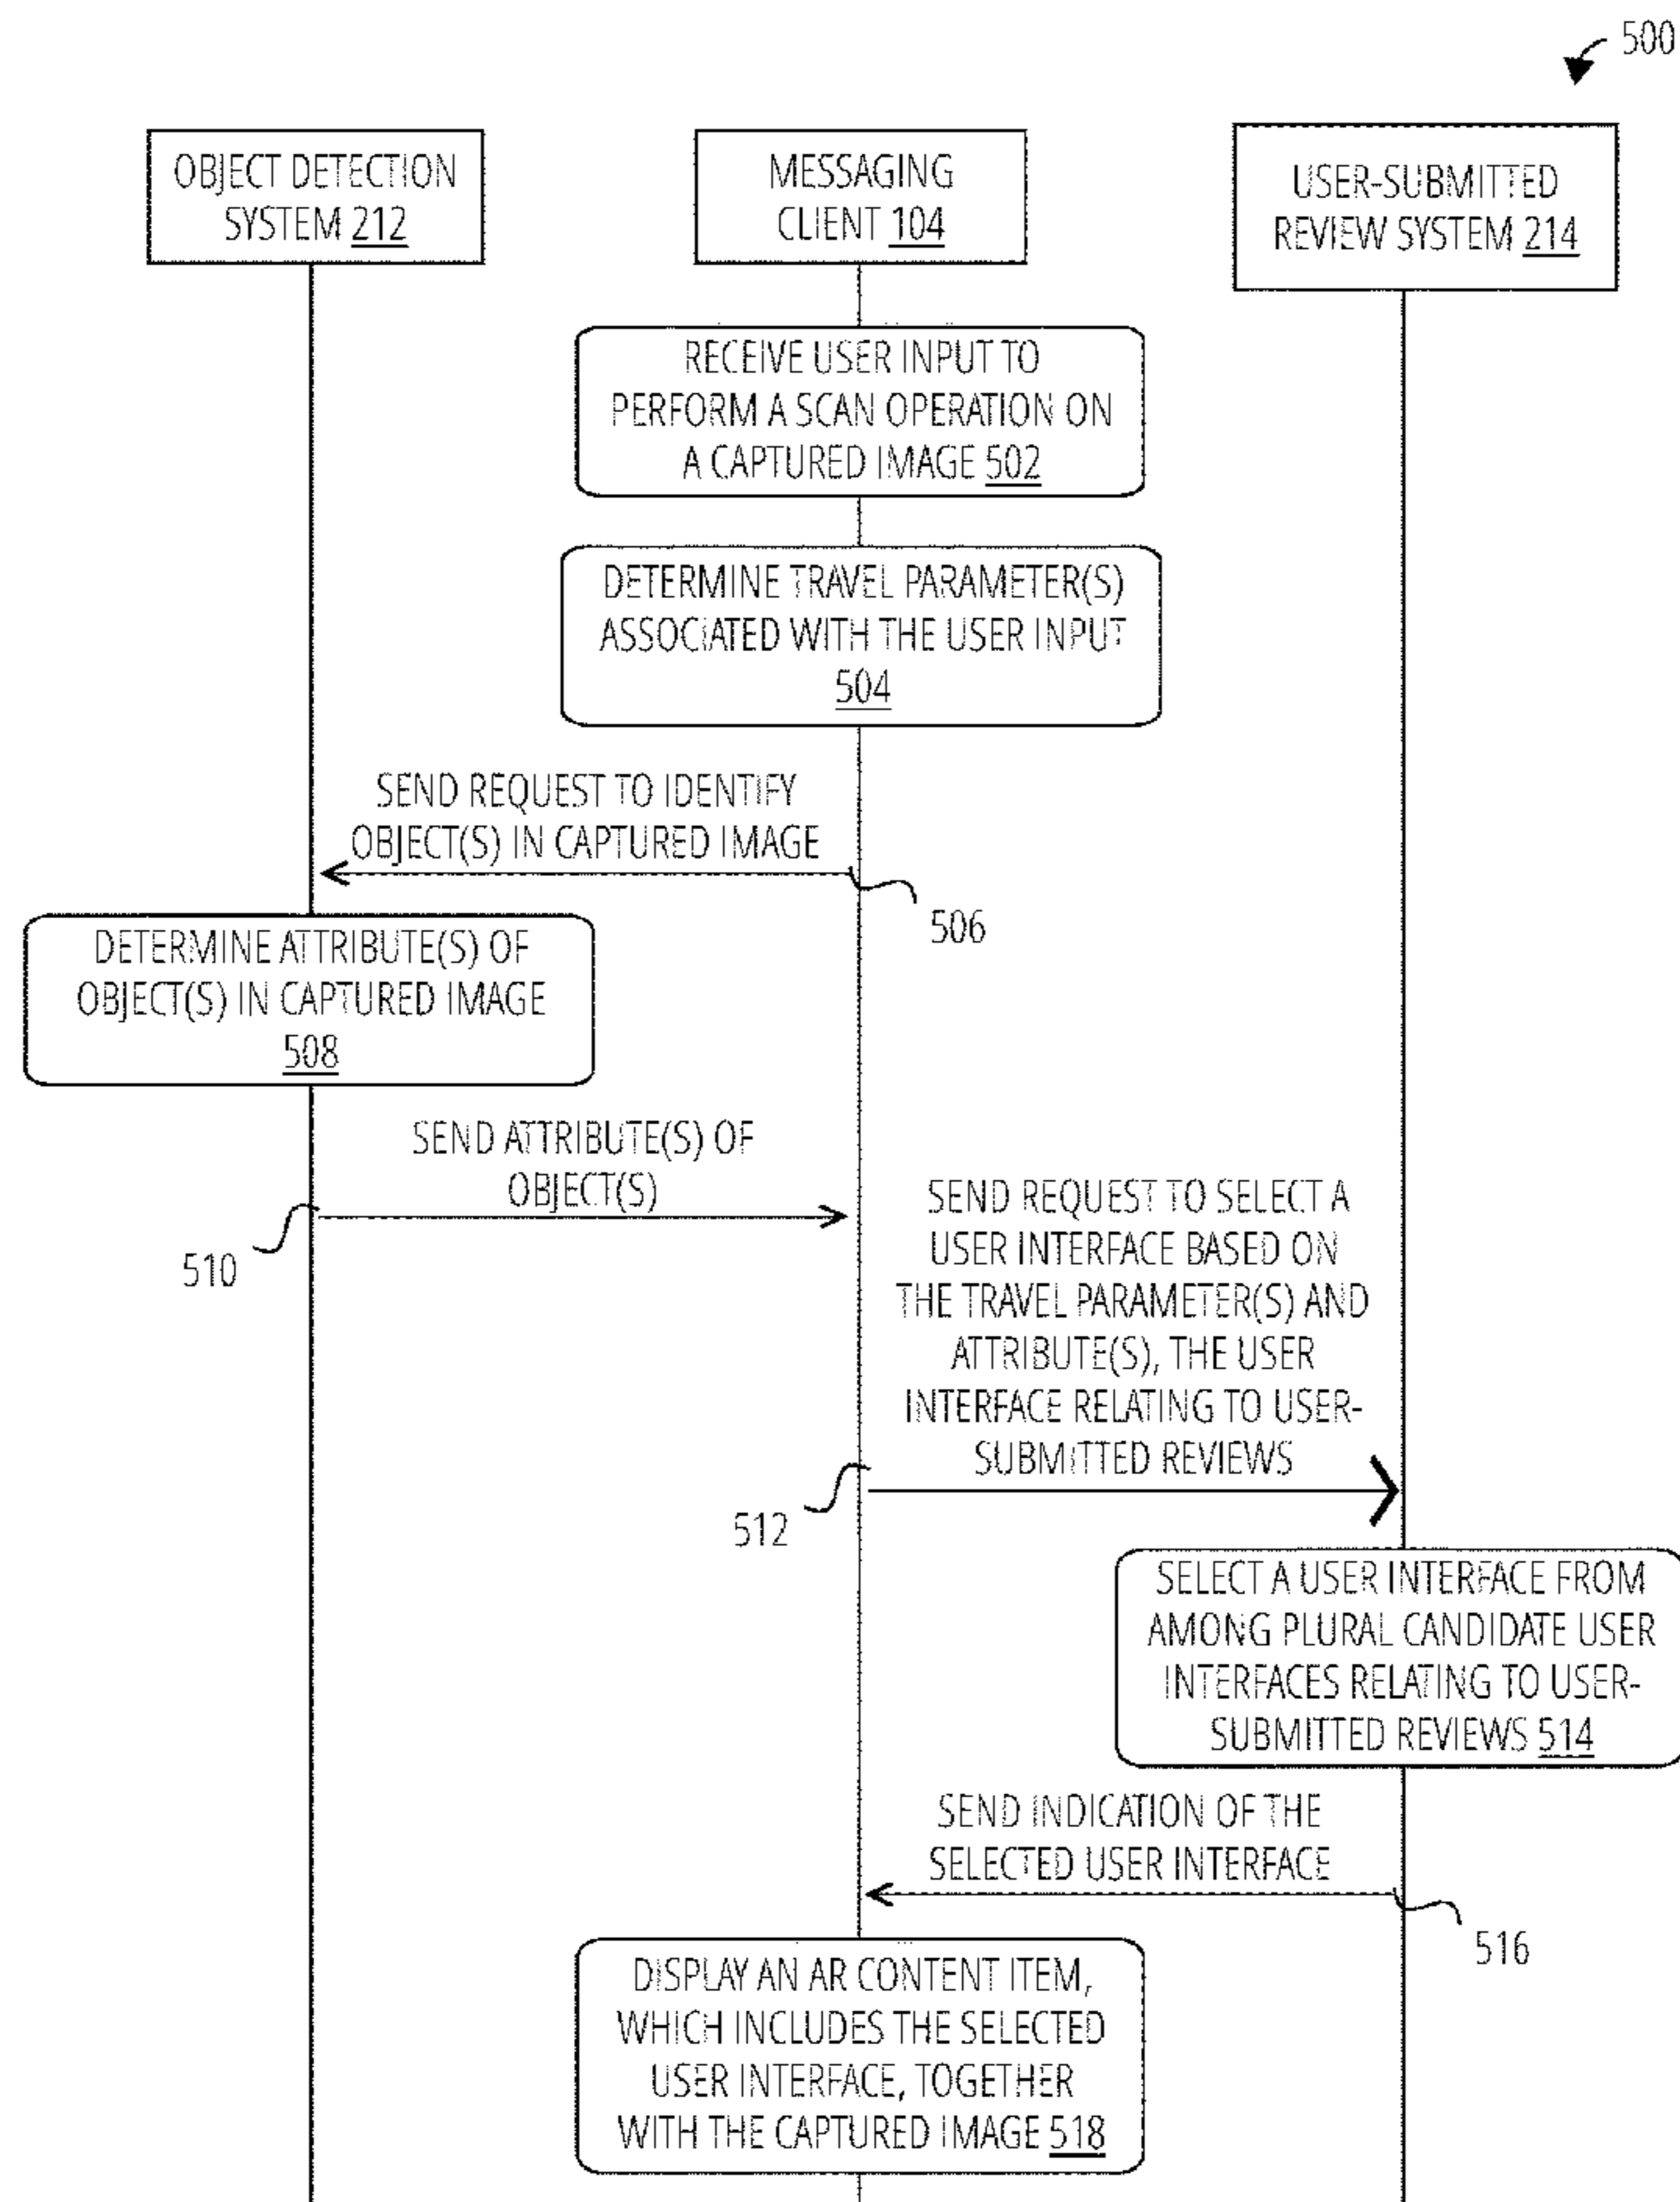 500
OBJECT DETECTION
SYSTEM 212
MESSAGING
CLIENT 104
USER-SUBMITTED
REVIEW SYSTEM 214
RECEIVE USER INPUT TO
PERFORM A SCAN OPERATION ON
A CAPTURED IMAGE 502
DETERMINE TRAVEL PARAMETER(S)
ASSOCIATED WITH THE USER INPUT
504
SEND REQUEST TO IDENTIFY
OBJECT(S) IN CAPTURED IMAGE
506
DETERMINE ATTRIBUTE(S) OF
OBJECT(S) IN CAPTURED IMAGE
508
SEND ATTRIBUTE(S) OF
OBJECT(S)
510
SEND REQUEST TO SELECT A
USER INTERFACE BASED ON
THE TRAVEL PARAMETER(S) AND
ATTRIBUTE(S), THE USER
INTERFACE RELATING TO USER-
SUBMITTED REVIEWS
512
SELECT A USER INTERFACE FROM
AMONG PLURAL CANDIDATE USER
INTERFACES RELATING TO USER-
SUBMITTED REVIEWS 514
SEND INDICATION OF THE
SELECTED USER INTERFACE
516
DISPLAY AN AR CONTENT ITEM,
WHICH INCLUDES THE SELECTED
USER INTERFACE, TOGETHER
WITH THE CAPTURED IMAGE 518